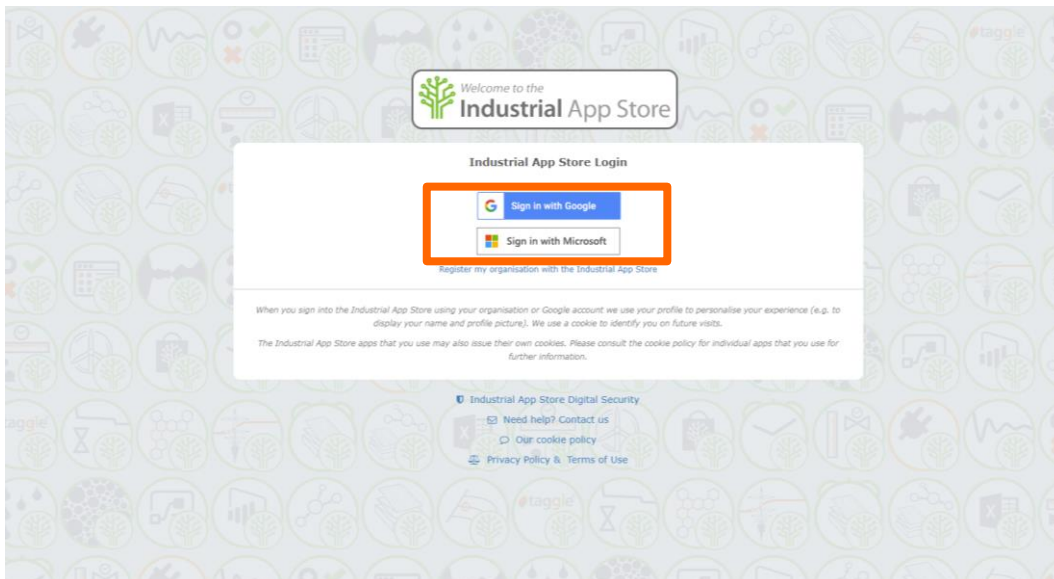 Welcome to the
Industrial App Store
Industrial App Store Login
Sign in with Google
Sign in with Microsoft
Register my organisation with the Industrial App Store
When you sign into the Industrial App Store using your organisation or Google account we use your profile to personalise your experience (e.g. to
display your name and profile picture). We use a cookie to identify you on future visits.
The Industrial App Store apps that you use may also issue their own cookies. Please consult the cookie policy for individual apps that you use for
further information.
Industrial App Store Digital Security
Need help? Contact us
Our cookie policy
Privacy Policy & Terms of Use
#taggle
#taggle